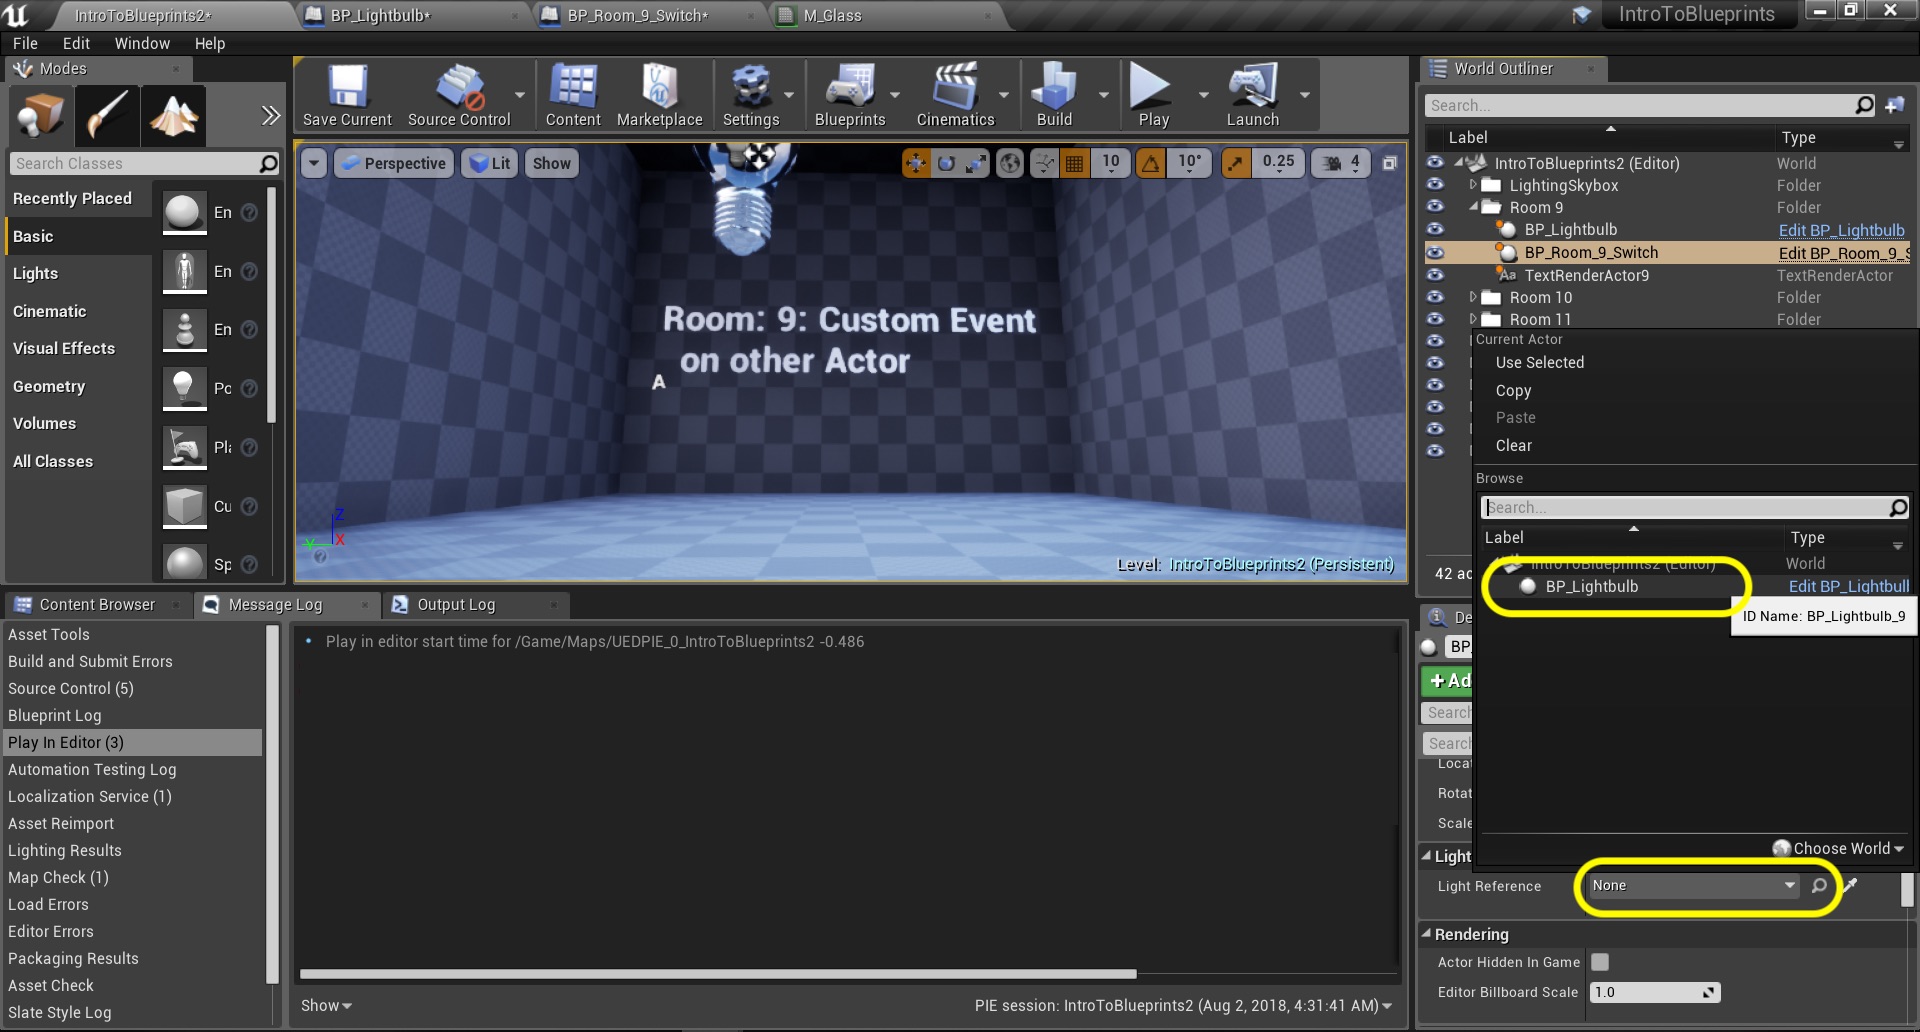 IntroToBlueprints2*
BP_Lightbulb*
BP_Room_9_Switch*
M_Glass
IntroToBlueprints
File Edit Window Help
Modes
Search Classes
Recently Placed
Basic
Lights
Cinematic
Visual Effects
Geometry
Volumes
All Classes
En
En
En
Po
Pla
Cu
Sp
Save Current
Source Control
Content
Marketplace
Settings
Blueprints
Cinematics
Build
Play
Launch
Perspective
Lit
Show
10
10°
0.25
4
Room: 9: Custom Event
on other Actor
A
Z
Y
X
Level: IntroToBlueprints2 (Persistent)
World Outliner
Search...
Label Type
IntroToBlueprints2 (Editor) World
LightingSkybox Folder
Room 9 Folder
BP_Lightbulb Edit BP_Lightbulb
BP_Room_9_Switch Edit BP_Room_9_S
TextRenderActor9 TextRenderActor
Room 10 Folder
Room 11 Folder
Current Actor
Use Selected
Copy
Paste
Clear
Browse
Search...
Label Type
IntroToBlueprints2 (Editor) World
BP_Lightbulb Edit BP_Lightbull
ID Name: BP_Lightbulb_9
42 ac
De
BP_
+Ad
Search
Search
Locat
Rotat
Scale
Choose World
Light
Light Reference None
Rendering
Actor Hidden In Game
Editor Billboard Scale 1.0
Content Browser
Message Log
Output Log
Asset Tools
Build and Submit Errors
Source Control (5)
Blueprint Log
Play In Editor (3)
Automation Testing Log
Localization Service (1)
Asset Reimport
Lighting Results
Map Check (1)
Load Errors
Editor Errors
Packaging Results
Asset Check
Slate Style Log
• Play in editor start time for /Game/Maps/UEDPIE_0_IntroToBlueprints2 -0.486
Show
PIE session: IntroToBlueprints2 (Aug 2, 2018, 4:31:41 AM)